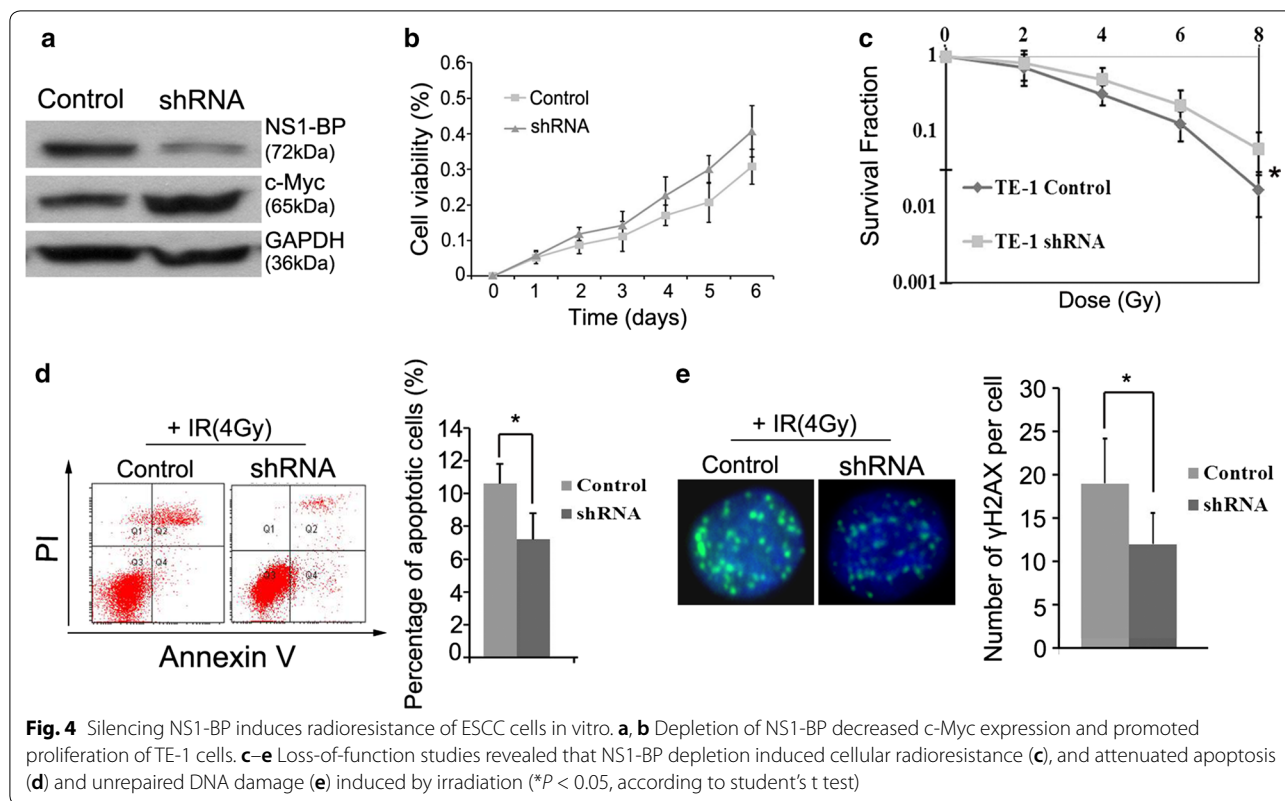 a
Control shRNA
NS1-BP
(72kDa)
c-Myc
(65kDa)
GAPDH
(36kDa)
b
Cell viability (%)
0.6
0.5
0.4
0.3
0.2
0.1
0
0 1 2 3 4 5 6
Time (days)
Control
shRNA
c
0 2 4 6 8
Survival Fraction
1
0.1
0.01
0.001
TE-1 Control
TE-1 shRNA
*
Dose (Gy)
d
+ IR(4Gy)
Control shRNA
PI
Q1 Q2
Q3 Q4
Q1 Q2
Q3 Q4
Annexin V
Percentage of apoptotic cells (%)
14
12
10
8
6
4
2
0
*
Control
shRNA
e
+ IR(4Gy)
Control shRNA
Number of γH2AX per cell
30
25
20
15
10
5
0
*
Control
shRNA
Fig. 4 Silencing NS1-BP induces radioresistance of ESCC cells in vitro. a, b Depletion of NS1-BP decreased c-Myc expression and promoted
proliferation of TE-1 cells. c–e Loss-of-function studies revealed that NS1-BP depletion induced cellular radioresistance (c), and attenuated apoptosis
(d) and unrepaired DNA damage (e) induced by irradiation (*P < 0.05, according to student's t test)